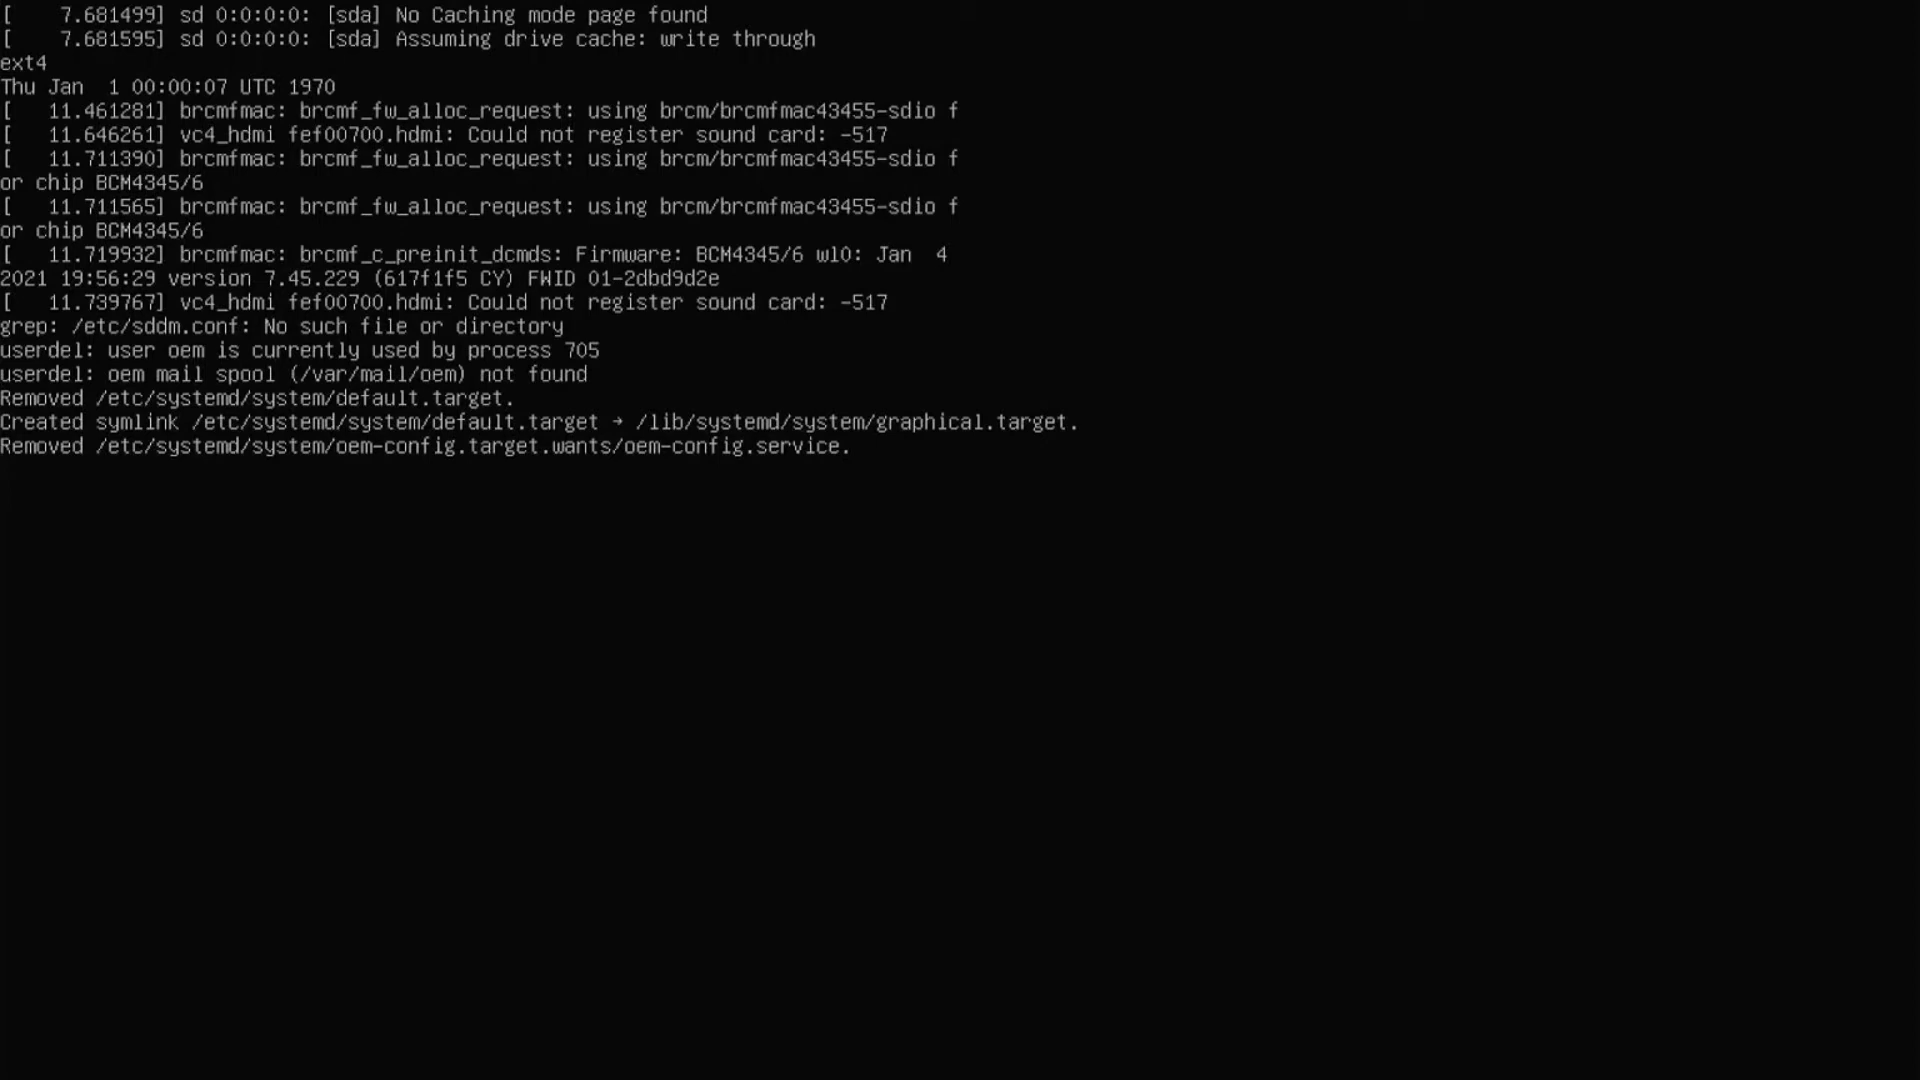 [    7.681499] sd 0:0:0:0: [sda] No Caching mode page found
[    7.681595] sd 0:0:0:0: [sda] Assuming drive cache: write through
ext4
Thu Jan  1 00:00:07 UTC 1970
[   11.461281] brcmfmac: brcmf_fw_alloc_request: using brcm/brcmfmac43455-sdio f
[   11.646261] vc4_hdmi fef00700.hdmi: Could not register sound card: -517
[   11.711390] brcmfmac: brcmf_fw_alloc_request: using brcm/brcmfmac43455-sdio f
or chip BCM4345/6
[   11.711565] brcmfmac: brcmf_fw_alloc_request: using brcm/brcmfmac43455-sdio f
or chip BCM4345/6
[   11.719932] brcmfmac: brcmf_c_preinit_dcmds: Firmware: BCM4345/6 wl0: Jan  4
2021 19:56:29 version 7.45.229 (617f1f5 CY) FWID 01-2dbd9d2e
[   11.739767] vc4_hdmi fef00700.hdmi: Could not register sound card: -517
grep: /etc/sddm.conf: No such file or directory
userdel: user oem is currently used by process 705
userdel: oem mail spool (/var/mail/oem) not found
Removed /etc/systemd/system/default.target.
Created symlink /etc/systemd/system/default.target → /lib/systemd/system/graphical.target.
Removed /etc/systemd/system/oem-config.target.wants/oem-config.service.